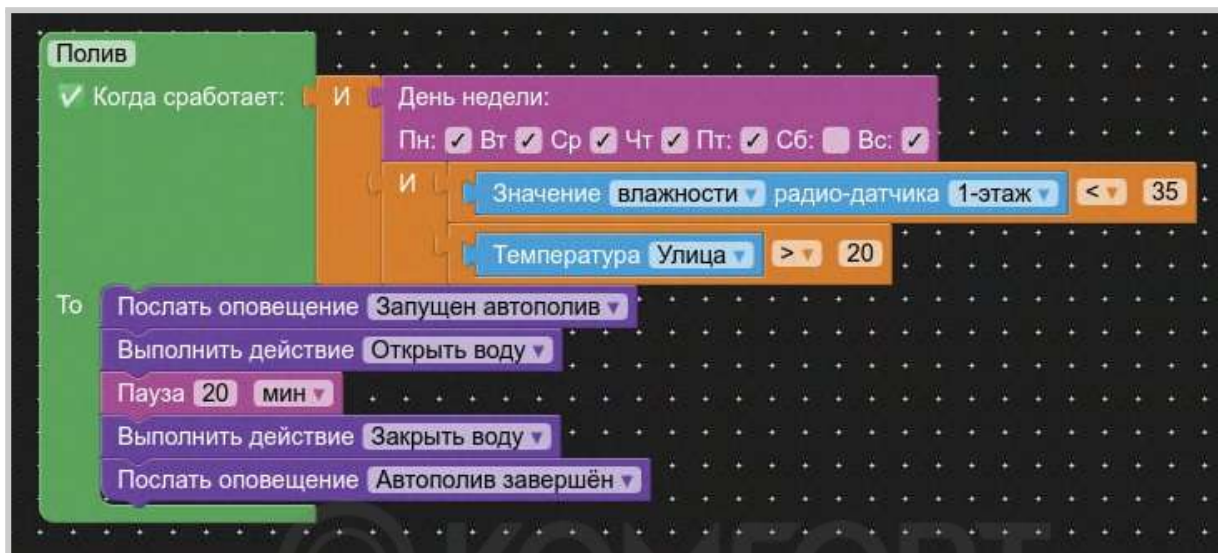 Полив
Когда сработает: И День недели:
Пн: Вт Ср Чт Пт: Сб: Вс:
И Значение влажности радио-датчика 1-этаж < 35
Температура Улица > 20
То Послать оповещение Запущен автополив
Выполнить действие Открыть воду
Пауза 20 мин
Выполнить действие Закрыть воду
Послать оповещение Автополив завершён
КОМФОРТ